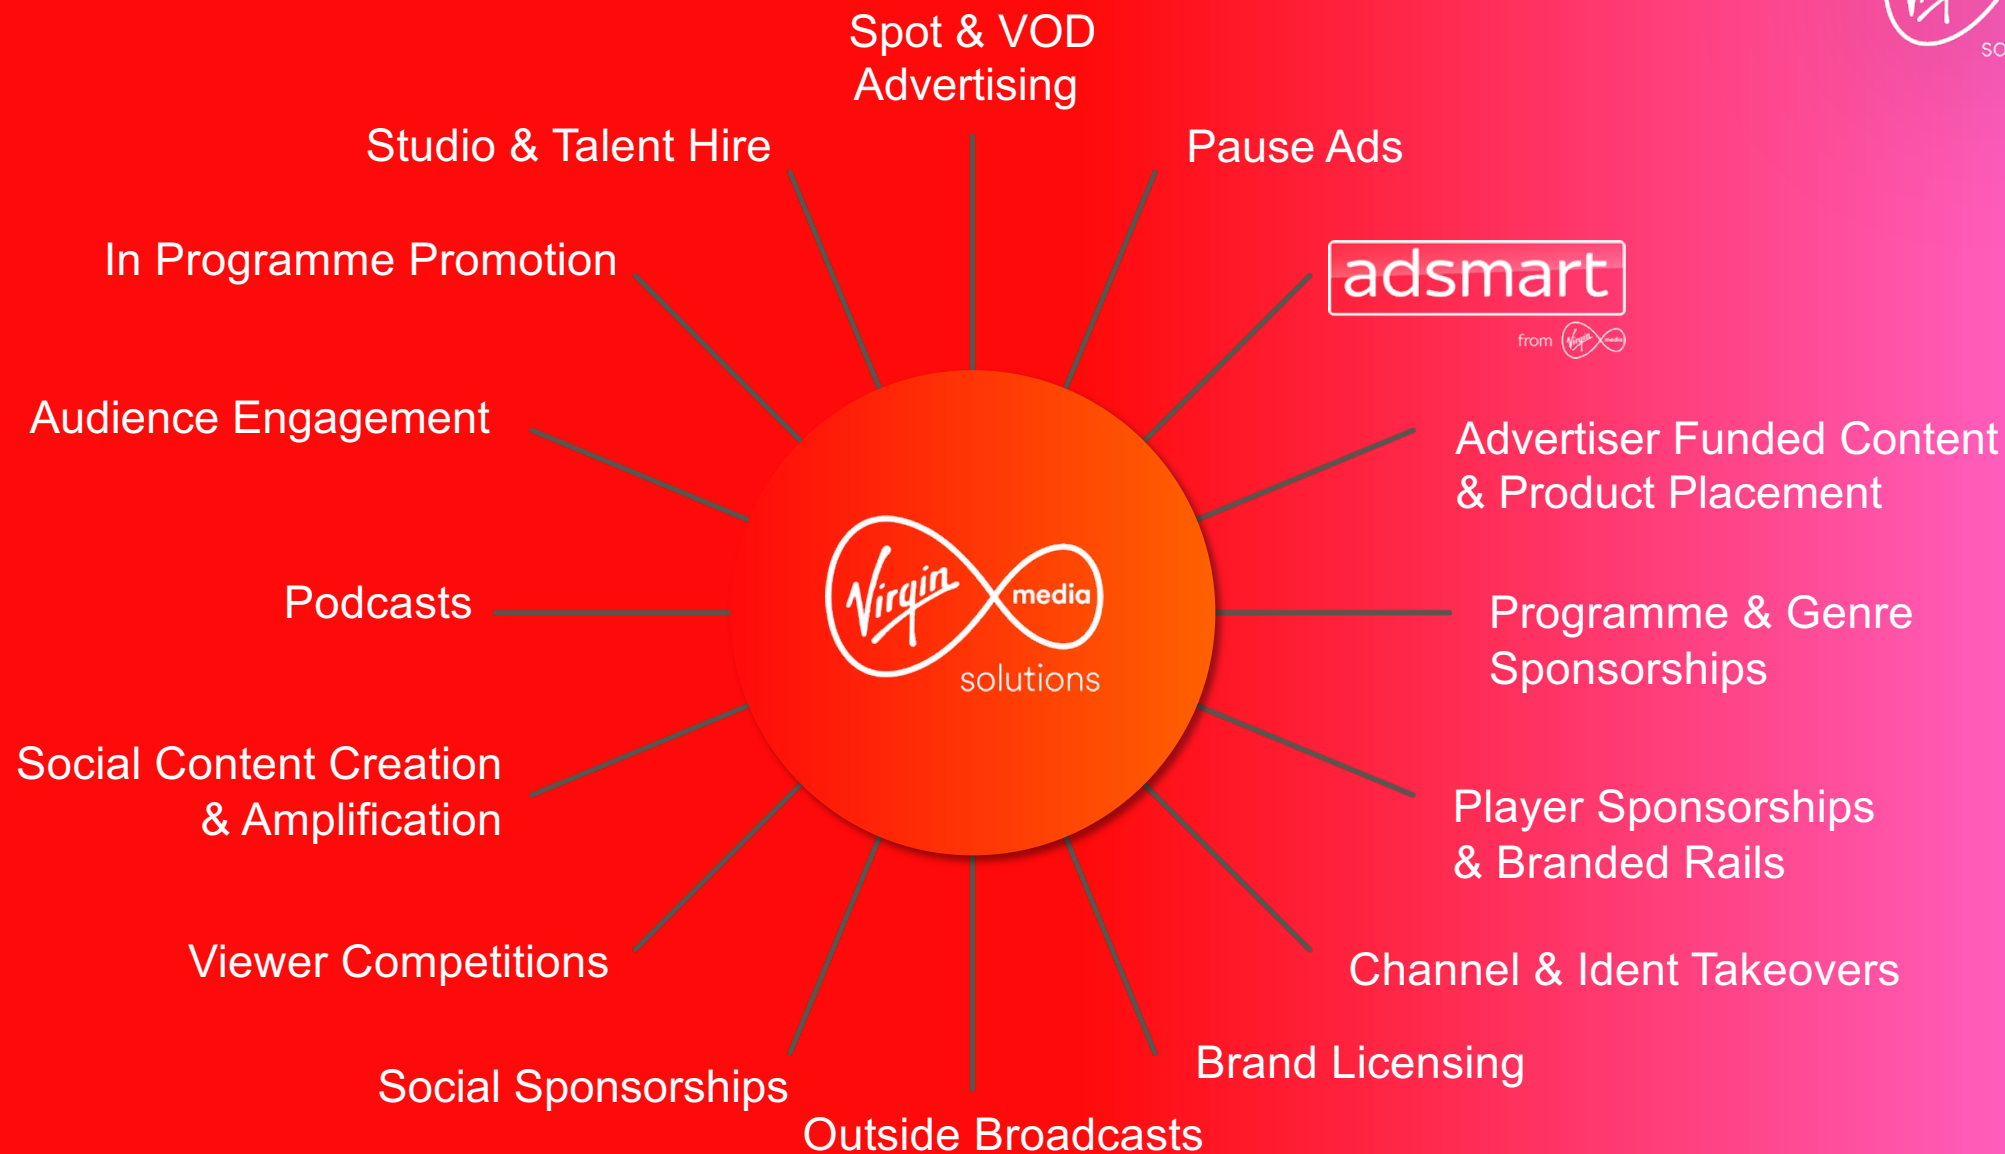 Spot & VOD
Advertising
Studio & Talent Hire
Pause Ads
In Programme Promotion
adsmart
from Virgin media
Audience Engagement
Advertiser Funded Content
& Product Placement
Podcasts
Virgin media
solutions
Programme & Genre
Sponsorships
Social Content Creation
& Amplification
Player Sponsorships
& Branded Rails
Viewer Competitions
Channel & Ident Takeovers
Social Sponsorships
Brand Licensing
Outside Broadcasts